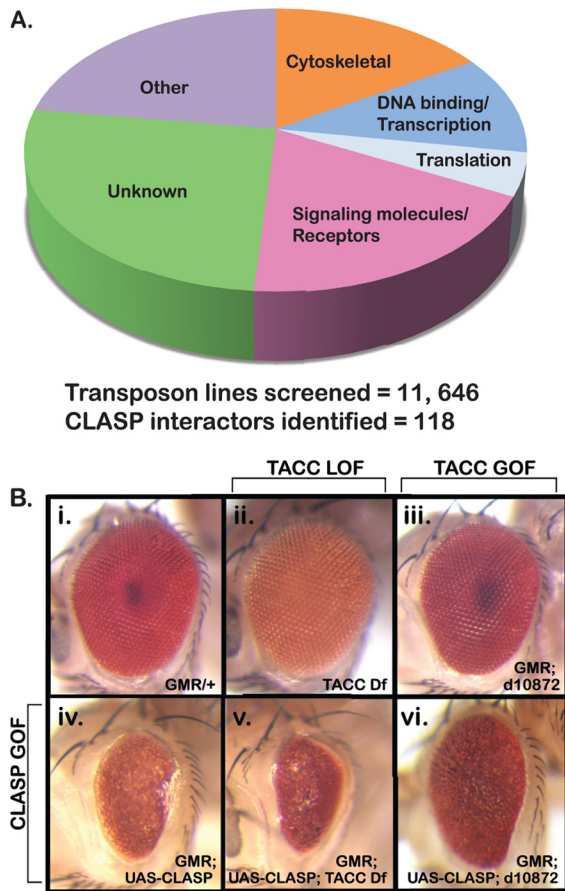 A.
Cytoskeletal
Other
DNA binding/
Transcription
Translation
Unknown
Signaling molecules/
Receptors
Transposon lines screened = 11, 646
CLASP interactors identified = 118
B.
TACC LOF
TACC GOF
i.
GMR/+
ii.
TACC Df
iii.
GMR;
d10872
CLASP GOF
iv.
GMR;
UAS-CLASP
v.
GMR;
UAS-CLASP; TACC Df
vi.
GMR;
UAS-CLASP; d10872